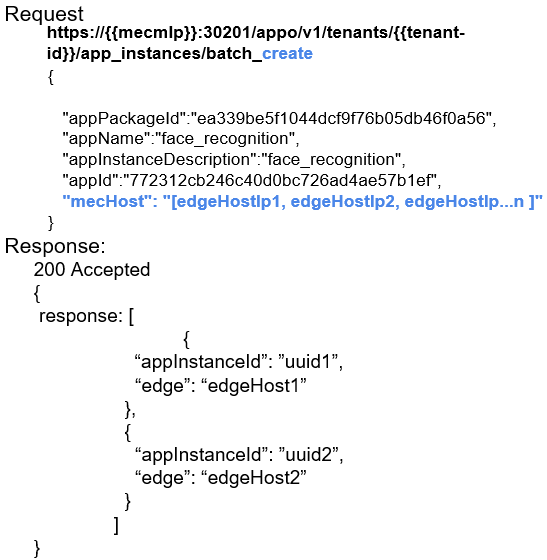 Request
https://{{mecmIp}}:30201/appo/v1/tenants/{{tenant-
id}}/app_instances/batch_create
{
"appPackageId":"ea339be5f1044dcf9f76b05db46f0a56",
"appName":"face_recognition",
"appInstanceDescription":"face_recognition",
"appId":"772312cb246c40d0bc726ad4ae57b1ef",
"mecHost": "[edgeHostIp1, edgeHostIp2, edgeHostIp...n ]"
}
Response:
200 Accepted
{
response: [
{
“appInstanceId”: ”uuid1”,
“edge”: “edgeHost1”
},
{
“appInstanceId”: ”uuid2”,
“edge”: “edgeHost2”
}
]
}